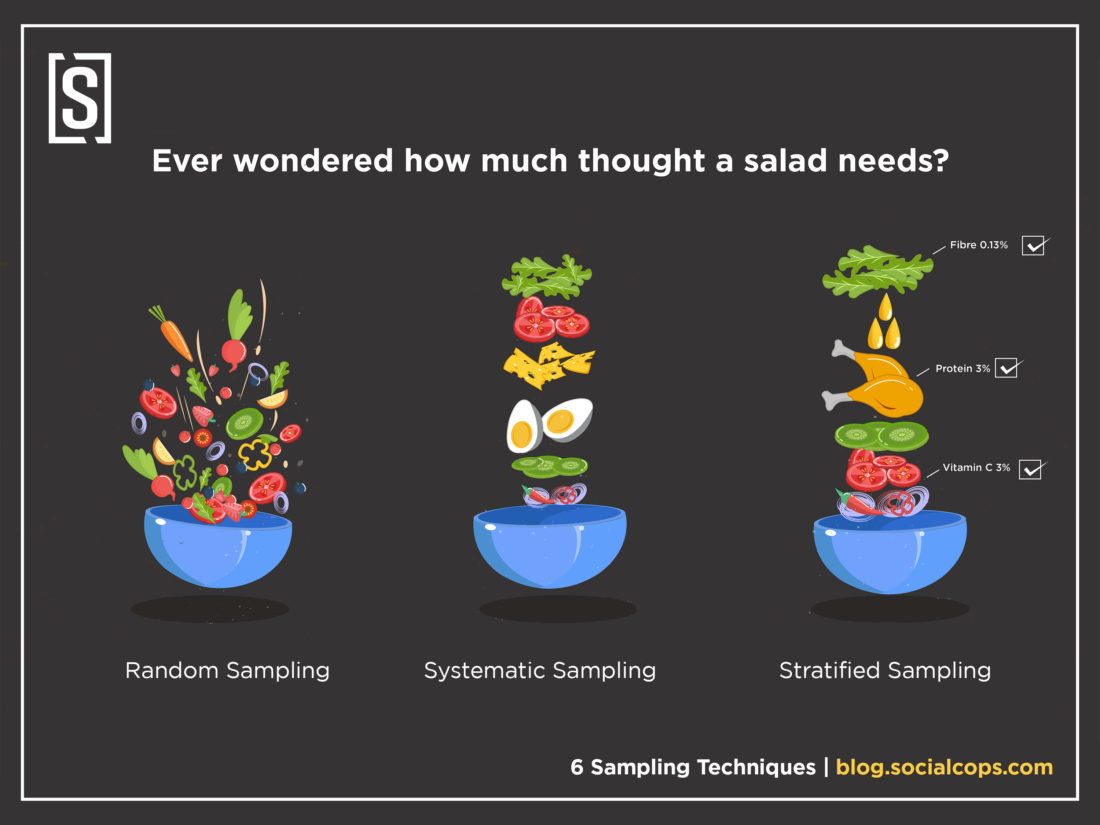 [S]
Ever wondered how much thought a salad needs?
Fibre 0.13%
Protein 3%
Vitamin C 3%
Random Sampling
Systematic Sampling
Stratified Sampling
6 Sampling Techniques | blog.socialcops.com